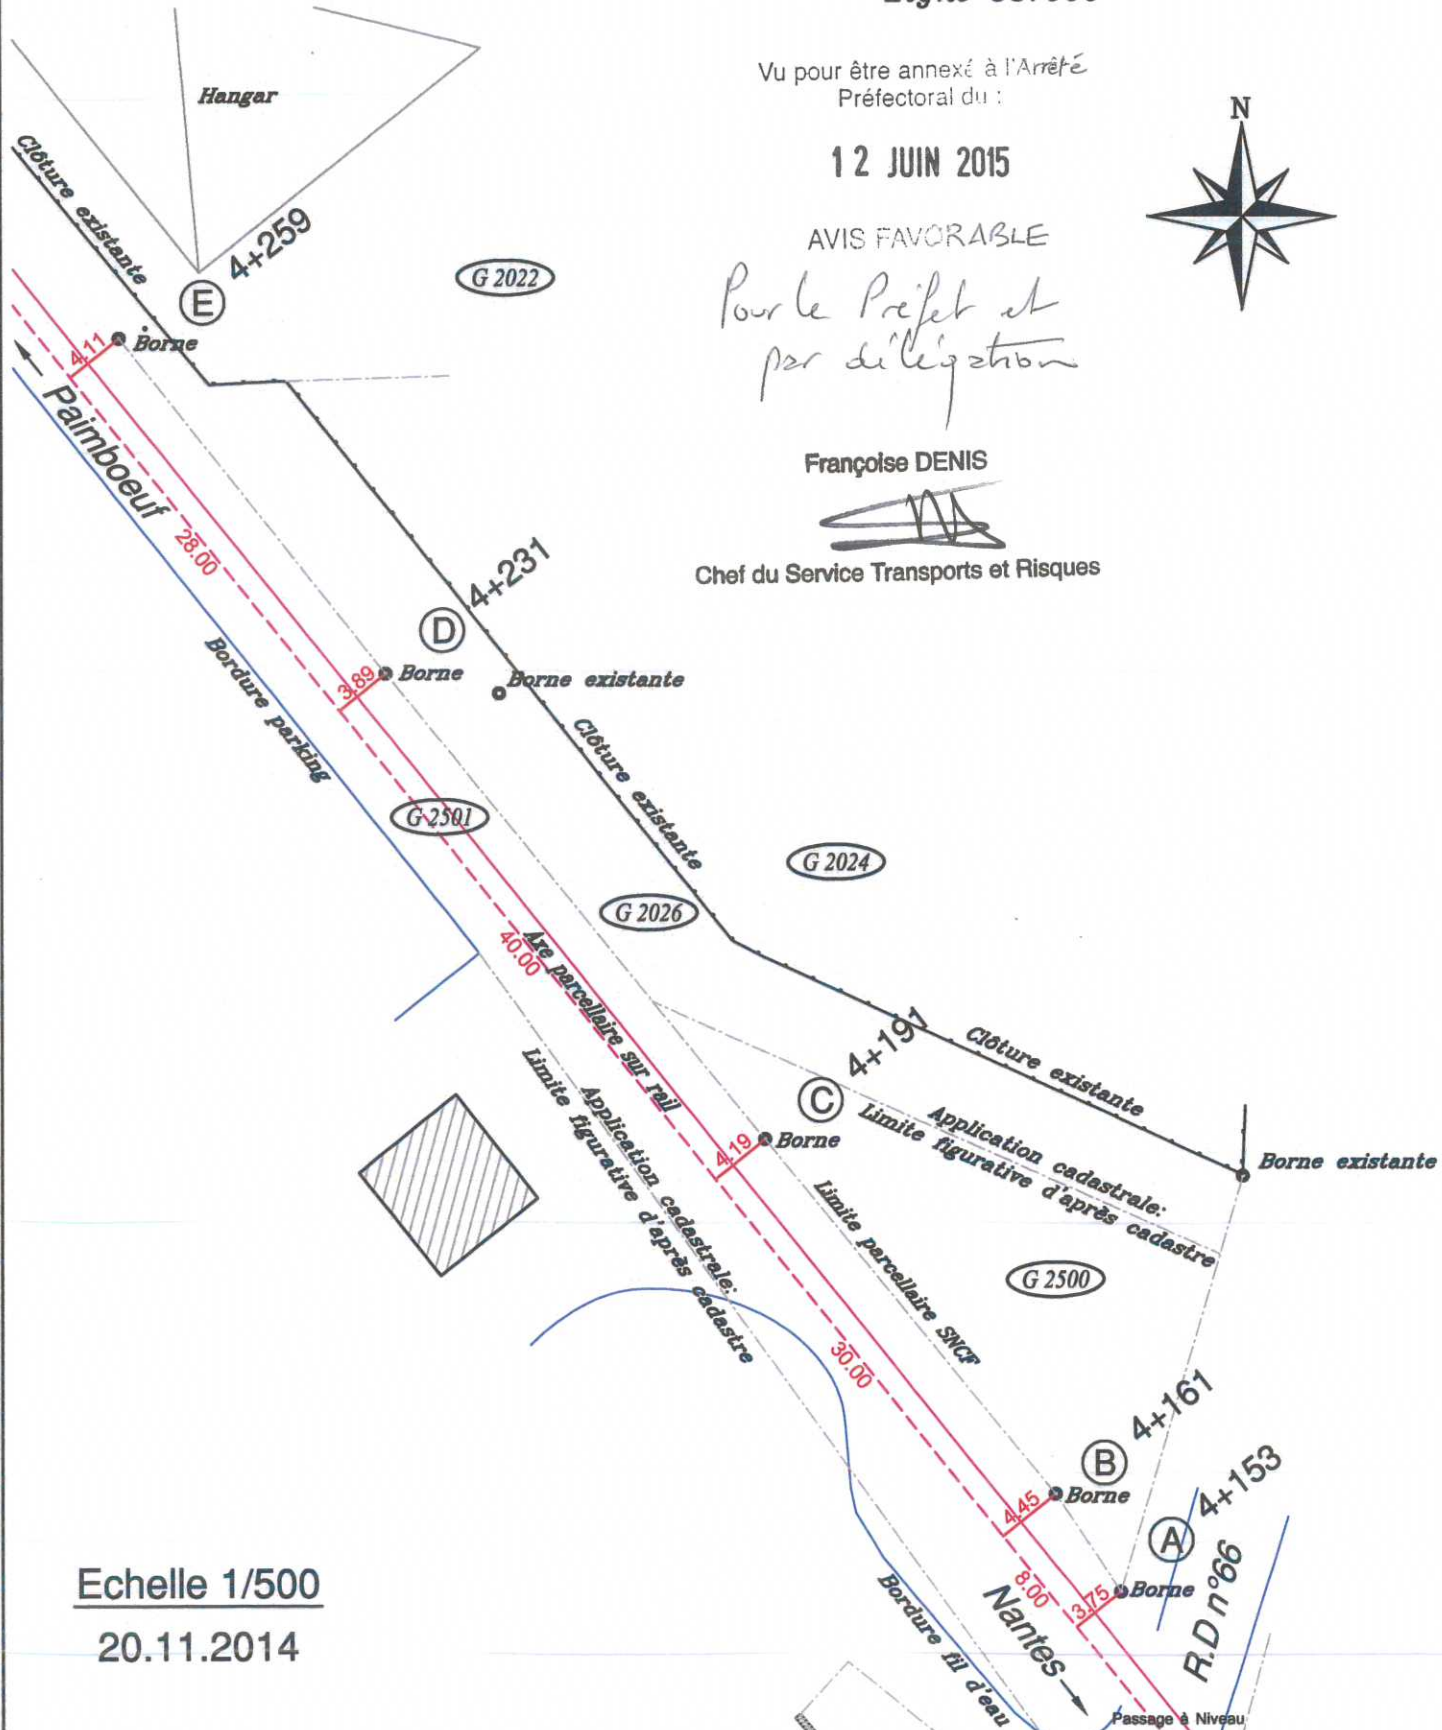 Vu pour être annexé à l'Arrêté
Préfectoral du :
12 JUIN 2015
AVIS FAVORABLE
Pour le Préfet et
par délégation
Françoise DENIS
Chef du Service Transports et Risques
N
Hangar
Clôture existante
4+259
E
G 2022
Borne
4.11
Paimboeuf
28.00
4+231
D
Borne
3.89
Borne existante
Bordure parking
Clôture existante
G 2501
G 2024
G 2026
Axe parcellaire sur rail
40.00
4+197
C
Clôture existante
Application cadastrale:
Limite figurative d'après cadastre
Borne
4.19
Borne existante
Application cadastrale:
Limite figurative d'après cadastre
Limite parcellaire SNCF
G 2500
30.00
4+161
B
Borne
4.45
4+153
A
Borne
8.00
3.75
R.D n°66
Nantes
Bordure fil d'eau
Passage à Niveau
Echelle 1/500
20.11.2014